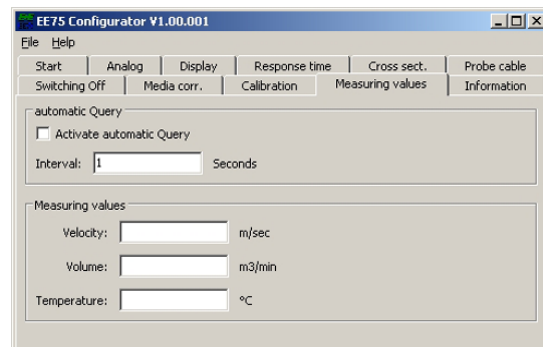 EE75 Configurator V1.00.001
File Help
Start Analog Display Response time Cross sect. Probe cable
Switching Off Media corr. Calibration Measuring values Information
automatic Query
Activate automatic Query
Interval: 1 Seconds
Measuring values
Velocity: m/sec
Volume: m3/min
Temperature: °C